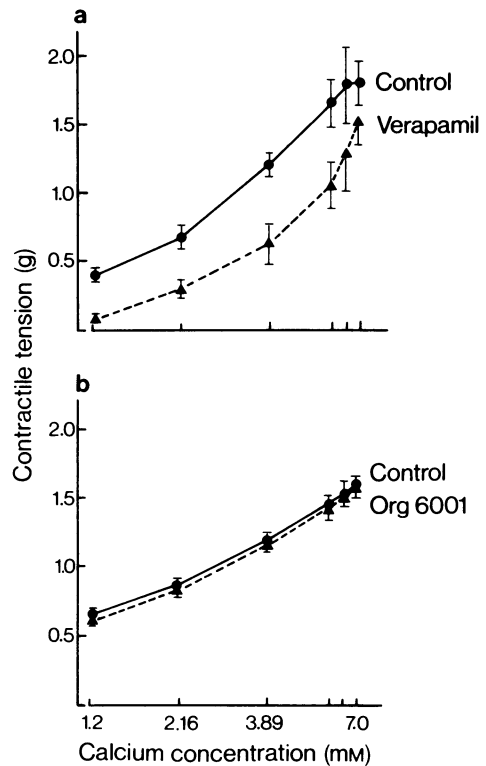 a
2.0
Control
1.5
Verapamil
1.0
0.5
Contractile tension (g)
b
2.0
Control
1.5
Org 6001
1.0
0.5
1.2 2.16 3.89 7.0
Calcium concentration (mM)